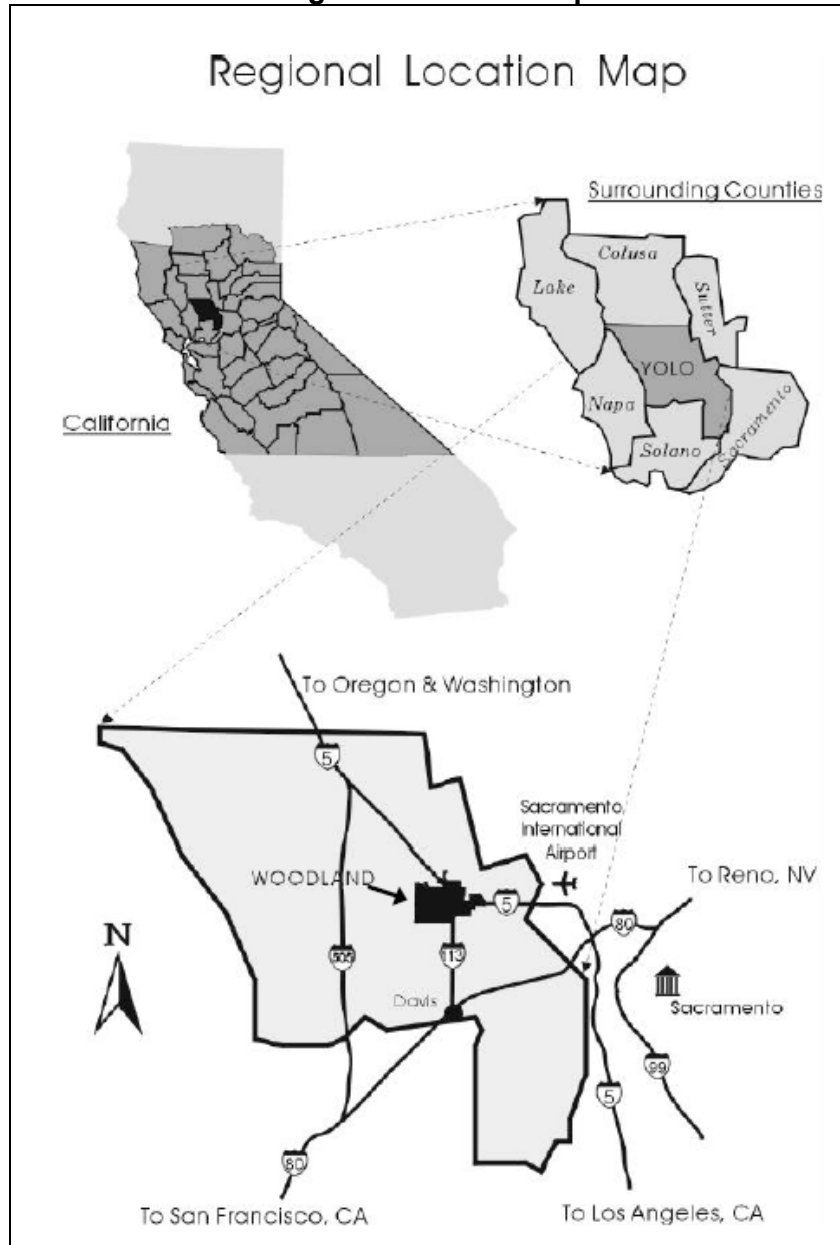 Regional Location Map
Surrounding Counties
Colusa
Lake
Sutter
YOLO
California
Napa
Sacramento
Solano
To Oregon & Washington
5
Sacramento
International
Airport
WOODLAND
To Reno, NV
5
80
N
505
113
Davis
Sacramento
99
5
80
To San Francisco, CA
To Los Angeles, CA